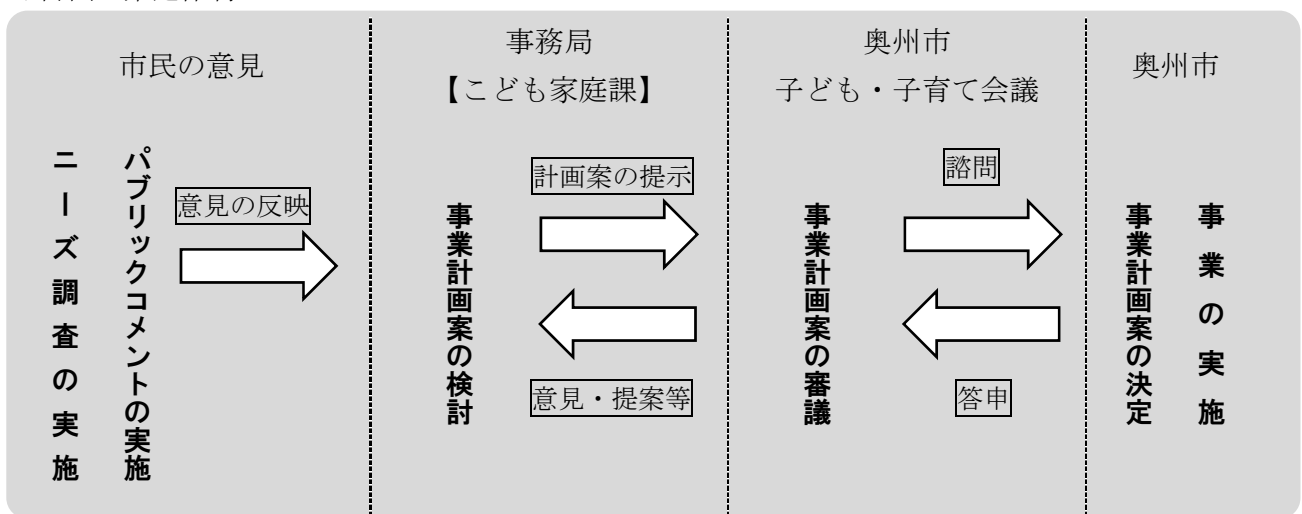 市民の意見
ニーズ調査の実施
パブリックコメントの実施
意見の反映
事務局
【こども家庭課】
事業計画案の検討
計画案の提示
意見・提案等
奥州市
子ども・子育て会議
事業計画案の審議
諮問
答申
奥州市
事業計画案の決定
事業の実施